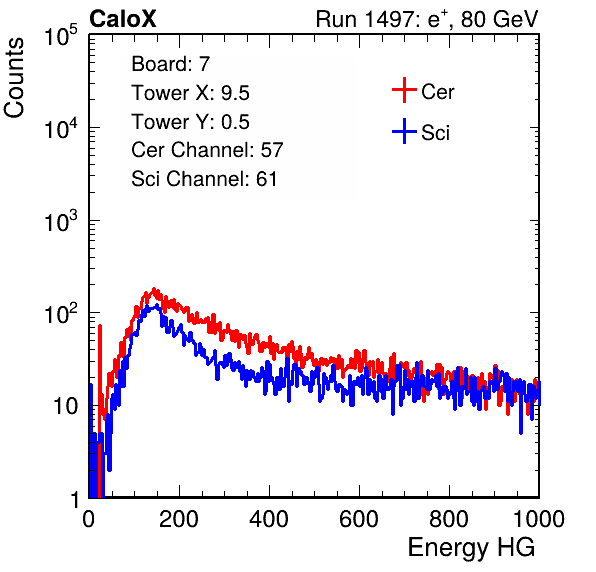 CaloX Run 1497: e⁺, 80 GeV
Counts
Board: 7
Tower X: 9.5
Tower Y: 0.5
Cer Channel: 57
Sci Channel: 61
Cer
Sci
10⁵
10⁴
10³
10²
10
1
0 200 400 600 800 1000
Energy HG